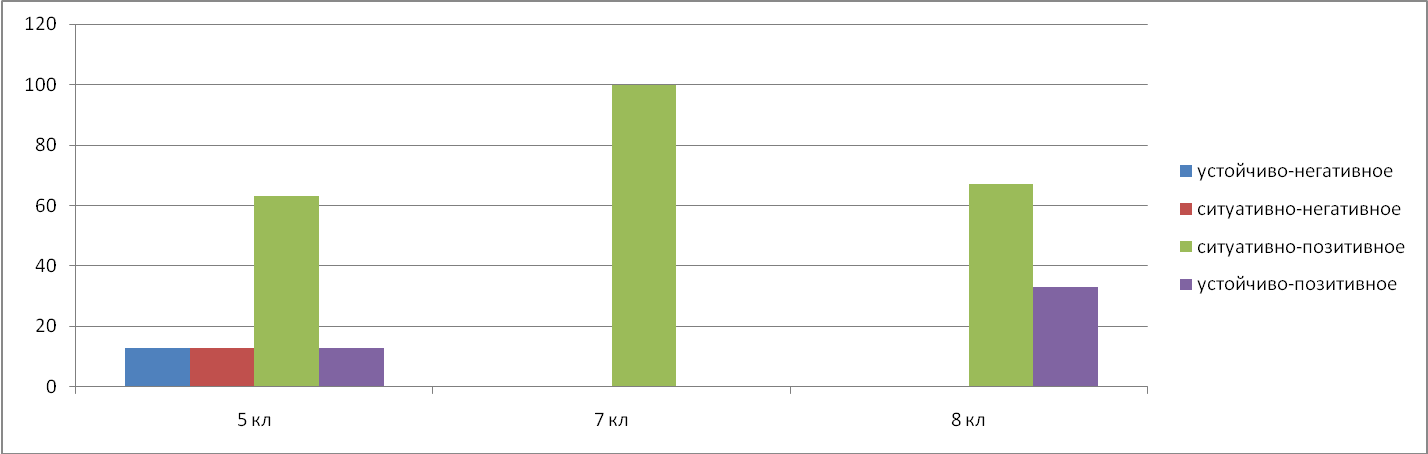 120
100
80
60
40
20
0
5 кл
7 кл
8 кл
устойчиво-негативное
ситуативно-негативное
ситуативно-позитивное
устойчиво-позитивное